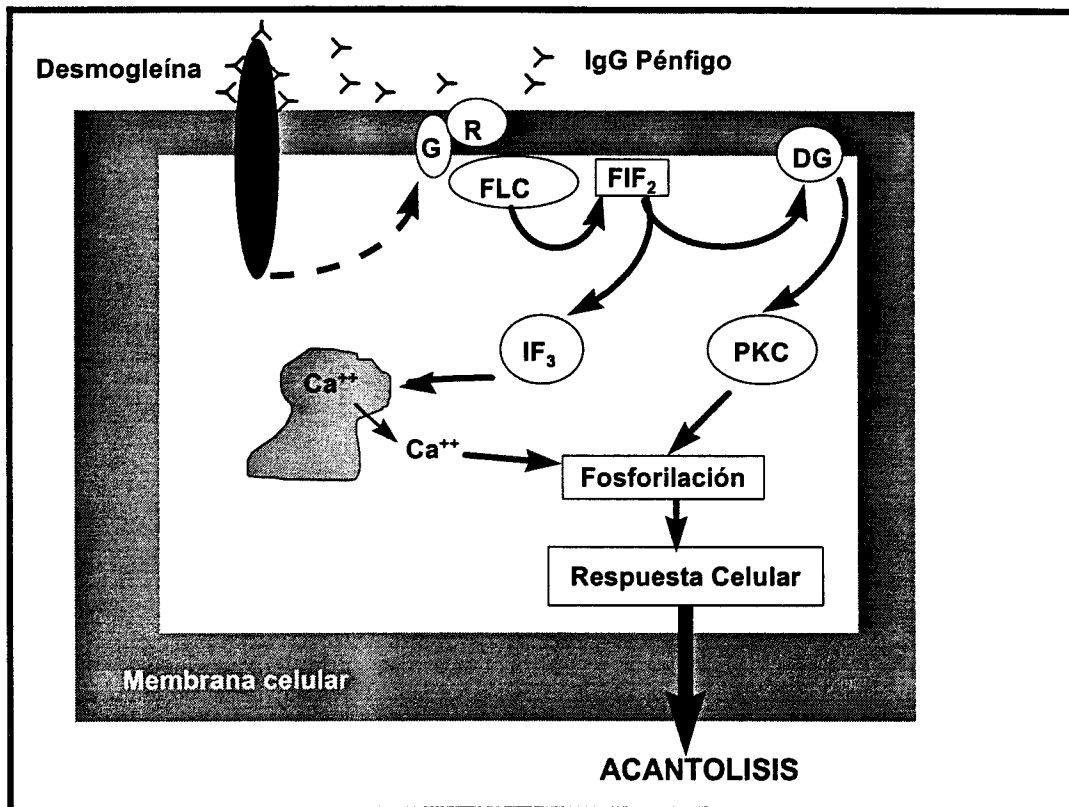 Desmogleína
IgG Pénfigo
R
G
FLC
FIF₂
DG
IF₃
PKC
Ca⁺⁺
Ca⁺⁺
Fosforilación
Respuesta Celular
Membrana celular
ACANTOLISIS